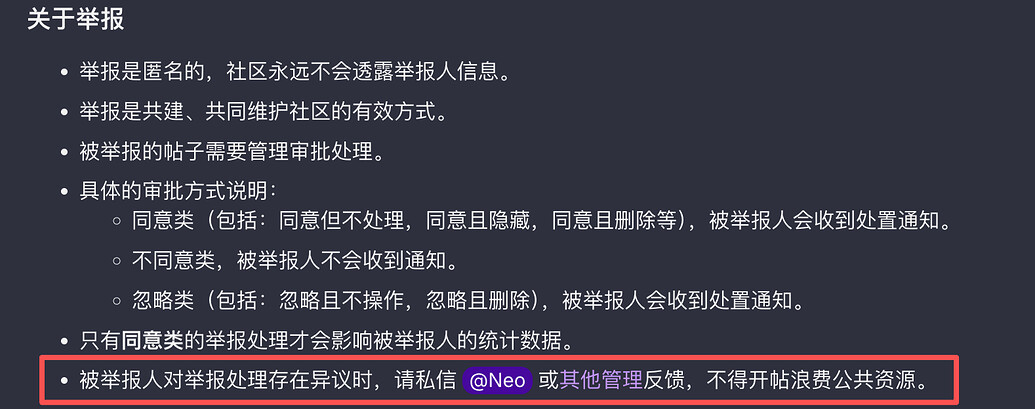 关于举报
举报是匿名的，社区永远不会透露举报人信息。
举报是共建、共同维护社区的有效方式。
被举报的帖子需要管理审批处理。
具体的审批方式说明：
同意类（包括：同意但不处理，同意且隐藏，同意且删除等），被举报人会收到处置通知。
不同意类，被举报人不会收到通知。
忽略类（包括：忽略且不操作，忽略且删除），被举报人会收到处置通知。
只有同意类的举报处理才会影响被举报人的统计数据。
被举报人对举报处理存在异议时，请私信 @Neo 或其他管理反馈，不得开帖浪费公共资源。